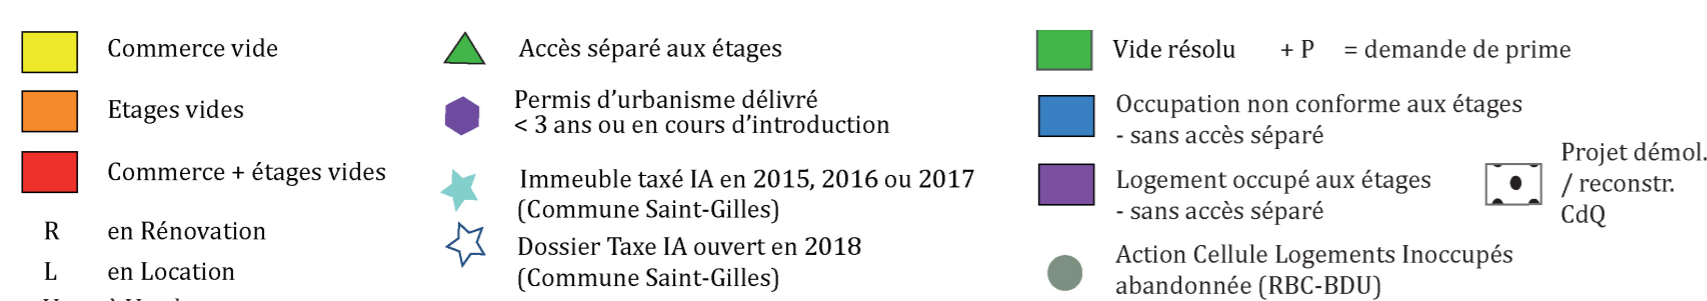 Commerce vide
Etages vides
Commerce + étages vides
R en Rénovation
L en Location
Accès séparé aux étages
Permis d'urbanisme délivré
< 3 ans ou en cours d'introduction
Immeuble taxé IA en 2015, 2016 ou 2017
(Commune Saint-Gilles)
Dossier Taxe IA ouvert en 2018
(Commune Saint-Gilles)
Vide résolu + P = demande de prime
Occupation non conforme aux étages
- sans accès séparé
Logement occupé aux étages
- sans accès séparé
Action Cellule Logements Inoccupés
abandonnée (RBC-BDU)
Projet démol.
/ reconstr.
CdQ